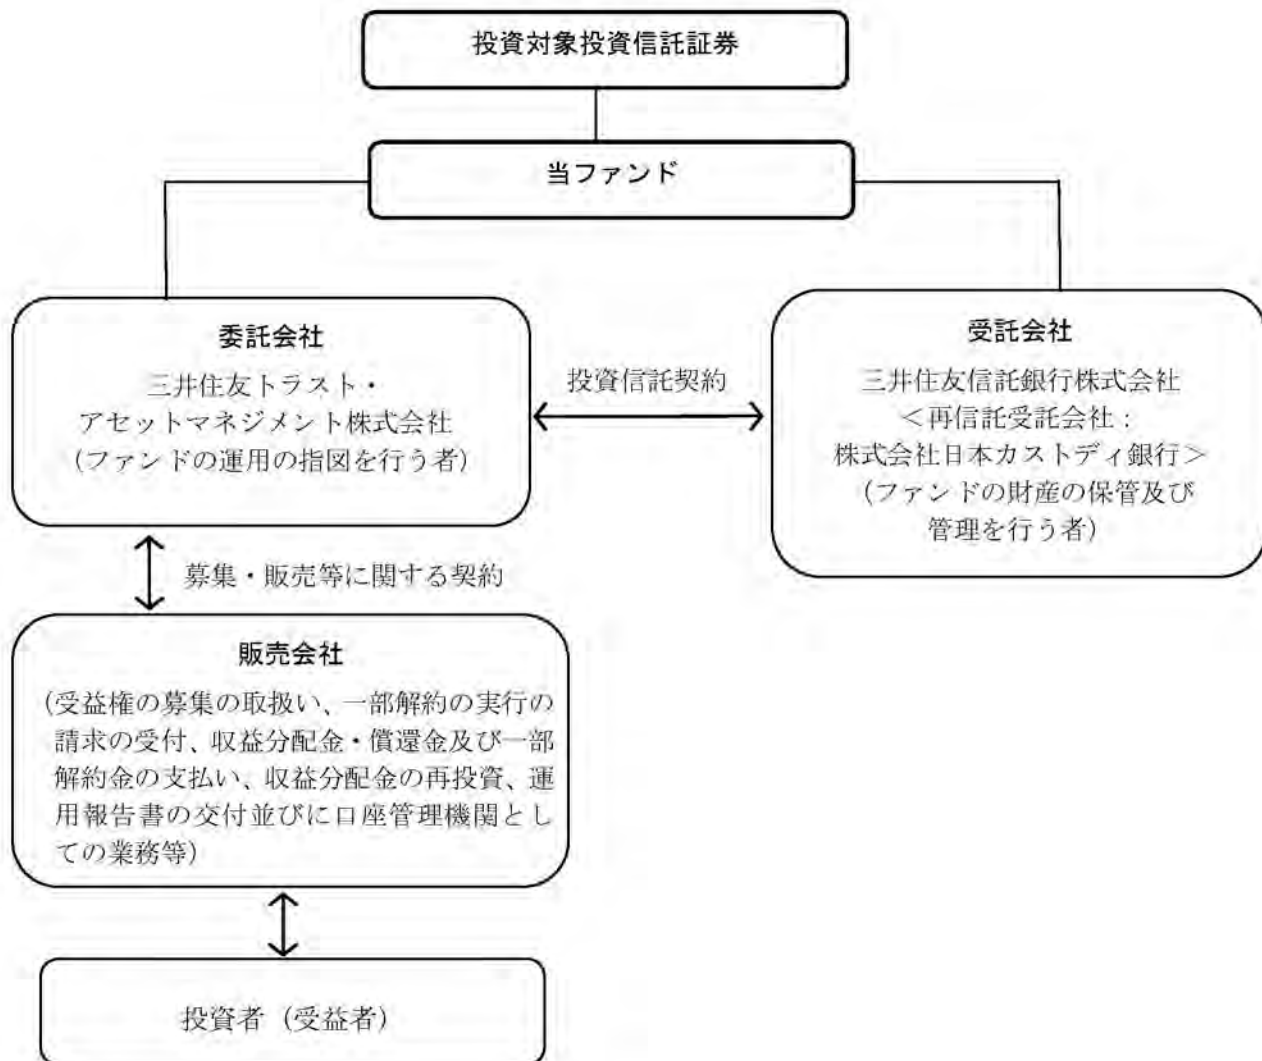 投資対象投資信託証券
当ファンド
委託会社
三井住友トラスト・
アセットマネジメント株式会社
（ファンドの運用の指図を行う者）
投資信託契約
受託会社
三井住友信託銀行株式会社
＜再信託受託会社：
株式会社日本カストディ銀行＞
（ファンドの財産の保管及び
管理を行う者）
募集・販売等に関する契約
販売会社
（受益権の募集の取扱い、一部解約の実行の
請求の受付、収益分配金・償還金及び一部
解約金の支払い、収益分配金の再投資、運
用報告書の交付並びに口座管理機関とし
ての業務等）
投資者（受益者）